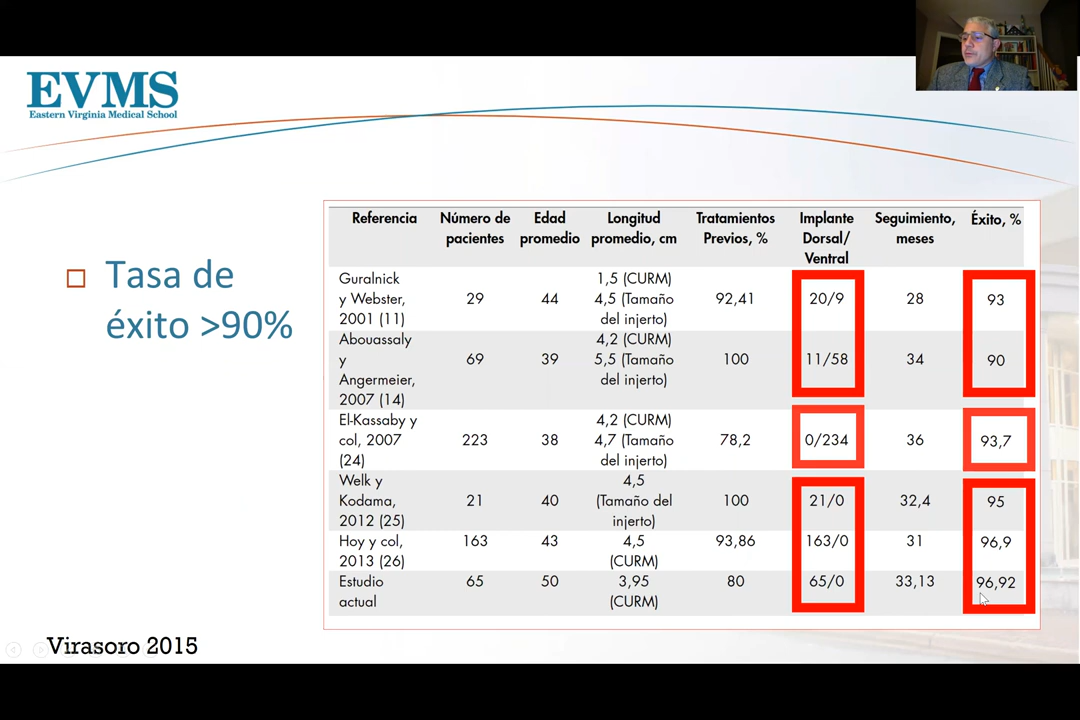 EVMS
Eastern Virginia Medical School
Tasa de
éxito >90%
Referencia Número de pacientes Edad promedio Longitud promedio, cm Tratamientos Previos, % Implante Dorsal/ Ventral Seguimiento, meses Éxito, %
Guralnick y Webster, 2001 (11) 29 44 1,5 (CURM) 4,5 (Tamaño del injerto) 92,41 20/9 28 93
Abouassaly y Angermeier, 2007 (14) 69 39 4,2 (CURM) 5,5 (Tamaño del injerto) 100 11/58 34 90
El-Kassaby y col, 2007 (24) 223 38 4,2 (CURM) 4,7 (Tamaño del injerto) 78,2 0/234 36 93,7
Welk y Kodama, 2012 (25) 21 40 4,5 (Tamaño del injerto) 100 21/0 32,4 95
Hoy y col, 2013 (26) 163 43 4,5 (CURM) 93,86 163/0 31 96,9
Estudio actual 65 50 3,95 (CURM) 80 65/0 33,13 96,92
Virasoro 2015